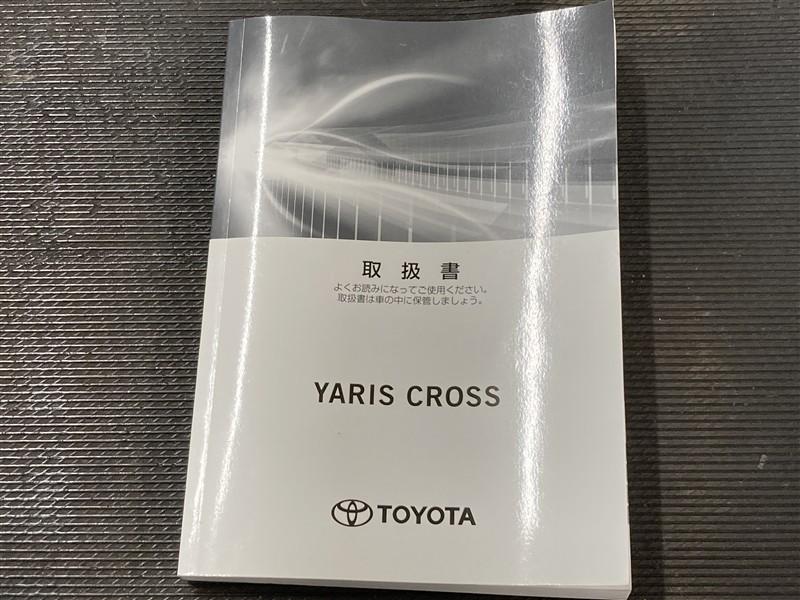 取扱書
よくお読みになってご使用ください。
取扱書は車の中に保管しましょう。
YARIS CROSS
TOYOTA